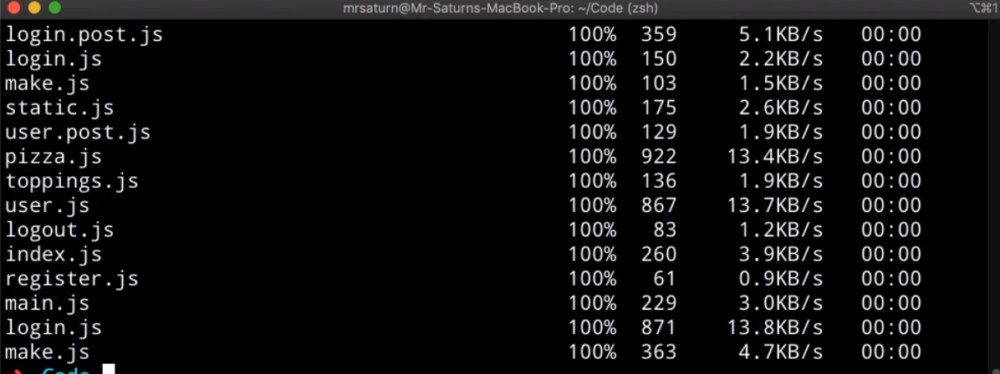 mrsaturn@Mr-Saturns-MacBook-Pro: ~/Code (zsh) ⌥⌘1
login.post.js 100% 359 5.1KB/s 00:00
login.js 100% 150 2.2KB/s 00:00
make.js 100% 103 1.5KB/s 00:00
static.js 100% 175 2.6KB/s 00:00
user.post.js 100% 129 1.9KB/s 00:00
pizza.js 100% 922 13.4KB/s 00:00
toppings.js 100% 136 1.9KB/s 00:00
user.js 100% 867 13.7KB/s 00:00
logout.js 100% 83 1.2KB/s 00:00
index.js 100% 260 3.9KB/s 00:00
register.js 100% 61 0.9KB/s 00:00
main.js 100% 229 3.0KB/s 00:00
login.js 100% 871 13.8KB/s 00:00
make.js 100% 363 4.7KB/s 00:00
Code